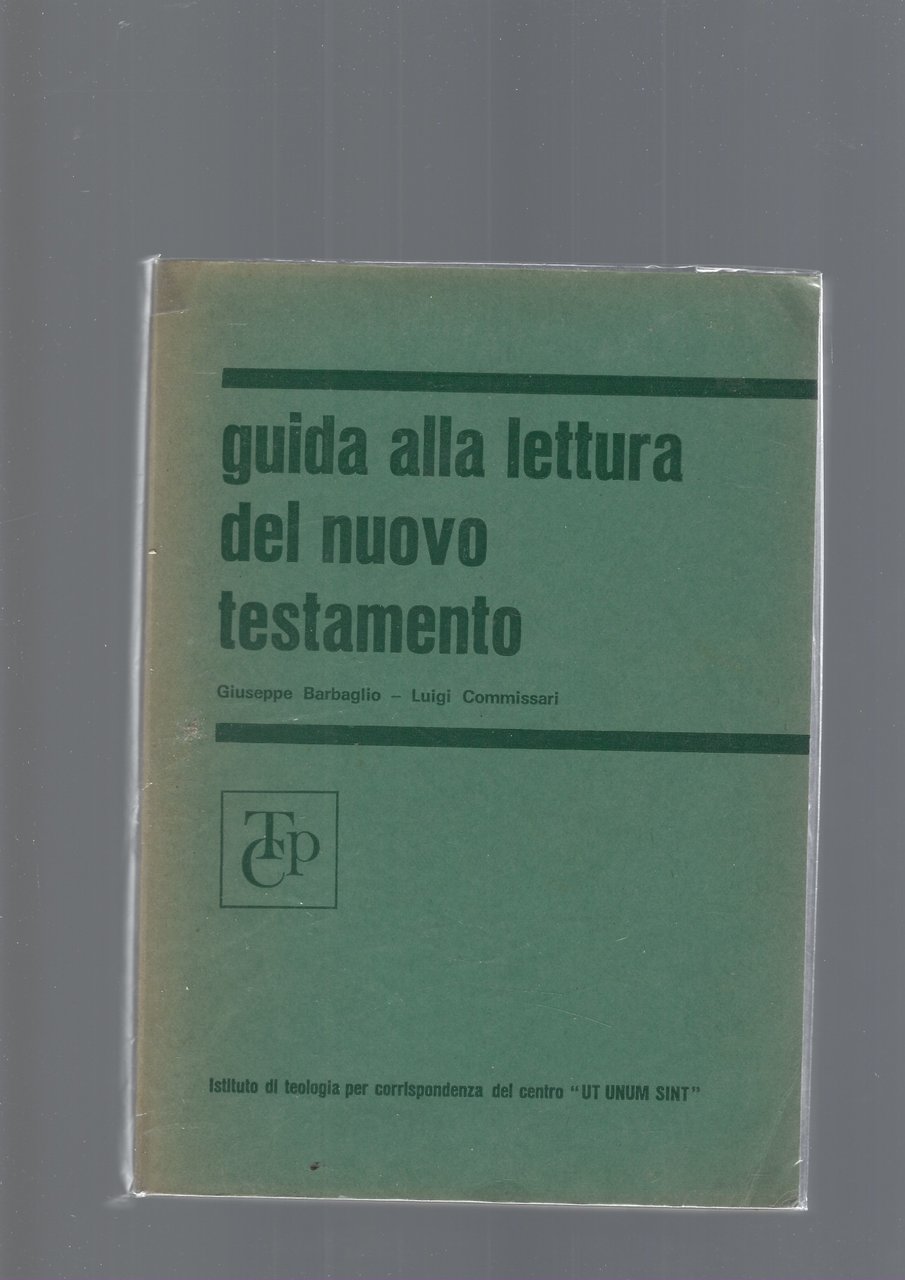 guida alla lettura
del nuovo
testamento
Giuseppe Barbaglio – Luigi Commissari
TCp
Istituto di teologia per corrispondenza del centro "UT UNUM SINT"